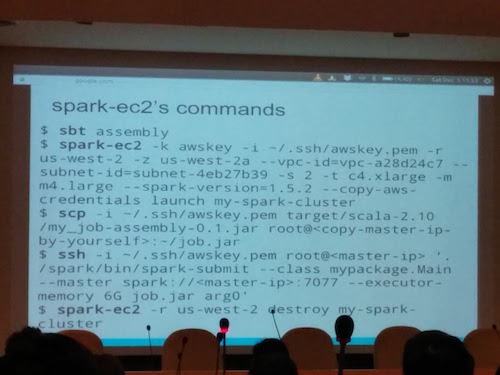 spark-ec2's commands
$ sbt assembly
$ spark-ec2 -k awskey -i ~/.ssh/awskey.pem -r
us-west-2 -z us-west-2a --vpc-id=vpc-a28d24c7 --
subnet-id=subnet-4eb27b39 -s 2 -t c4.xlarge -m
m4.large --spark-version=1.5.2 --copy-aws-
credentials launch my-spark-cluster
$ scp -i ~/.ssh/awskey.pem target/scala-2.10
/my_job-assembly-0.1.jar root@<copy-master-ip-
by-yourself>:~/job.jar
$ ssh -i ~/.ssh/awskey.pem root@<master-ip> '.
/spark/bin/spark-submit --class mypackage.Main
--master spark://<master-ip>:7077 --executor-
memory 6G job.jar arg0'
$ spark-ec2 -r us-west-2 destroy my-spark-
cluster